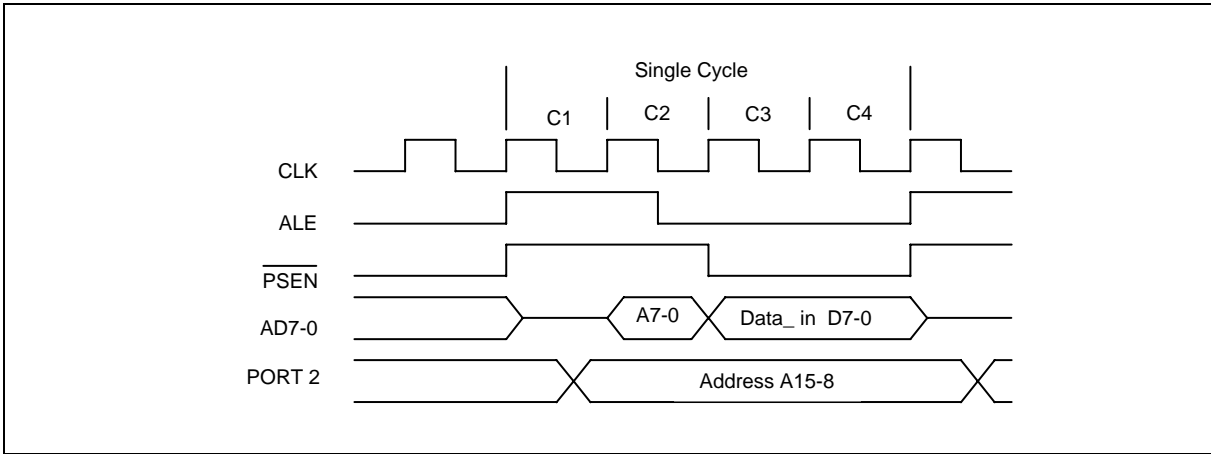 Single Cycle
C1 C2 C3 C4
CLK
ALE
PSEN
AD7-0 A7-0 Data_ in D7-0
PORT 2 Address A15-8